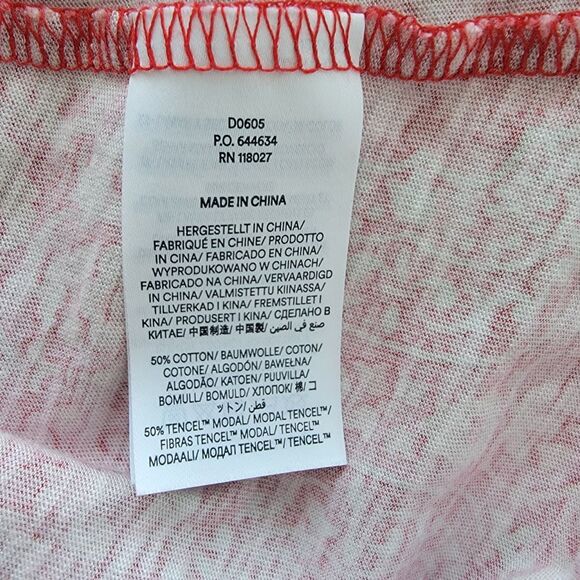 D0605
P.O. 644634
RN 118027
MADE IN CHINA
HERGESTELLT IN CHINA/
FABRIQUÉ EN CHINE/ PRODOTTO
IN CINA/ FABRICADO EN CHINA/
WYPRODUKOWANO W CHINACH/
FABRICADO NA CHINA/ VERVAARDIGD
IN CHINA/ VALMISTETTU KIINASSA/
TILLVERKAD I KINA/ FREMSTILLET I
KINA/ PRODUSERT I KINA/ СДЕЛАНО В
КИТАЕ/ 中国制造/ 中国製/ صنع في الصين
50% COTTON/ BAUMWOLLE/ COTON/
COTONE/ ALGODÓN/ BAWEŁNA/
ALGODÃO/ KATOEN/ PUUVILLA/
BOMULL/ BOMULD/ ХЛОПОК/ 棉/ コ
ットン/ قطن/
50% TENCEL™ MODAL/ MODAL TENCEL™/
FIBRAS TENCEL™ MODAL/ TENCEL™
MODAALI/ МОДАЛ TENCEL™/